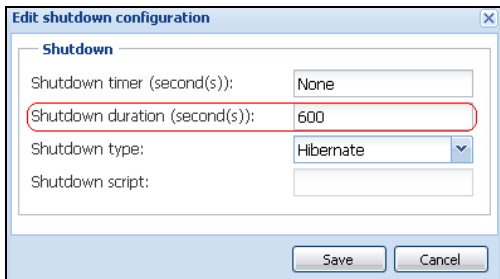 Edit shutdown configuration
Shutdown
Shutdown timer (second(s)): None
Shutdown duration (second(s)): 600
Shutdown type: Hibernate
Shutdown script:
Save Cancel